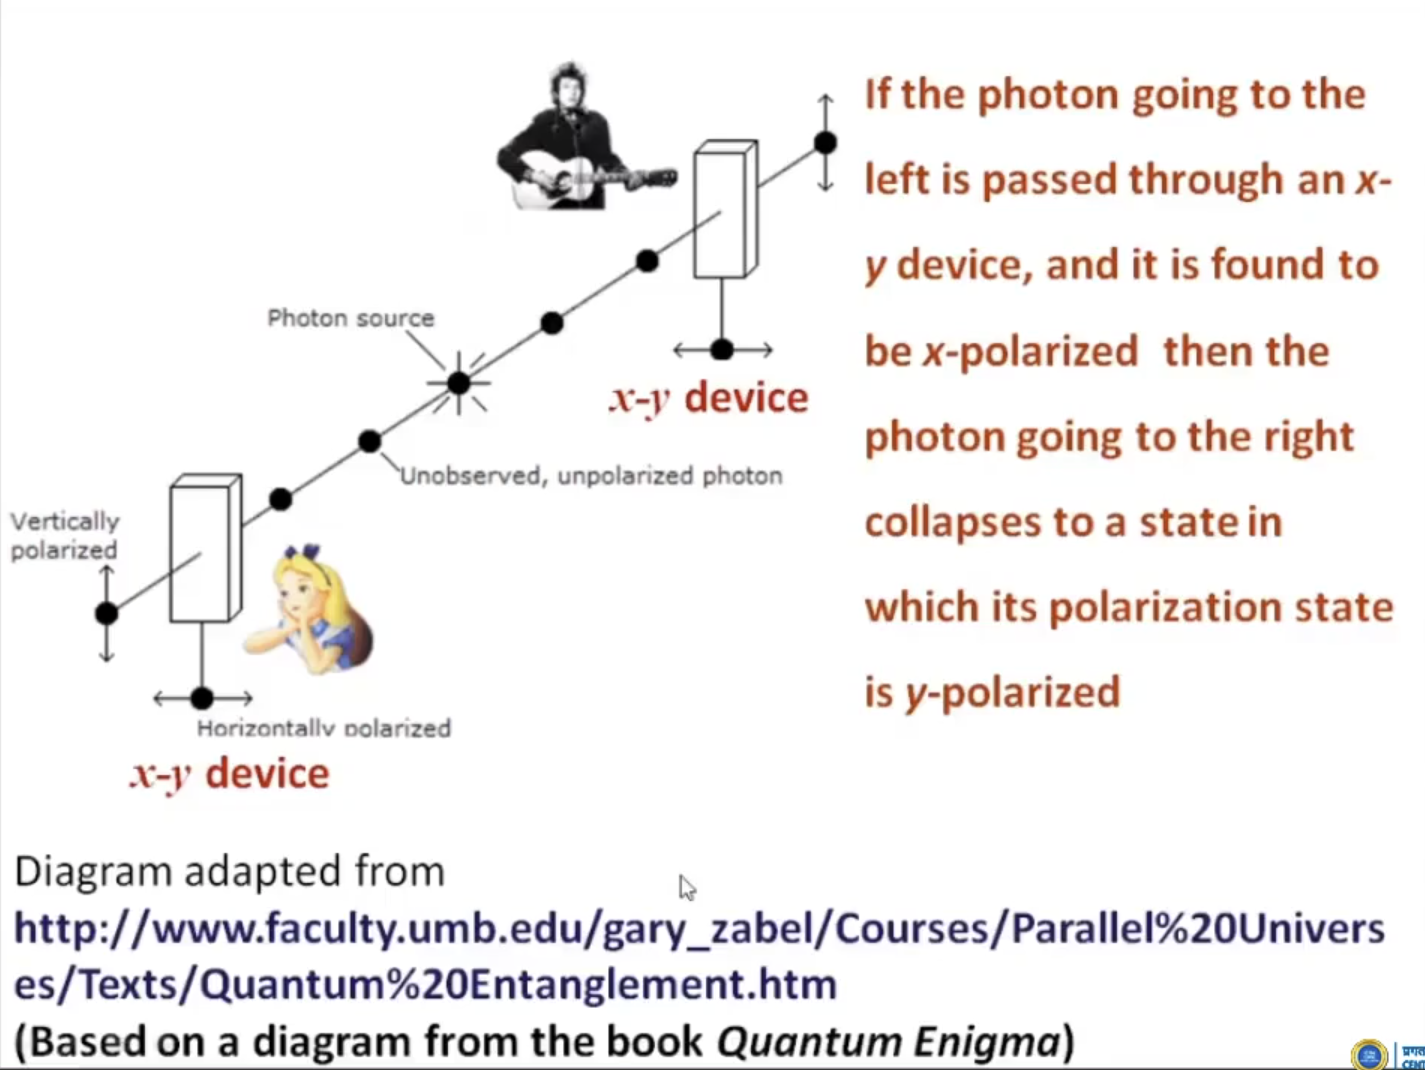 If the photon going to the
left is passed through an x-
y device, and it is found to
be x-polarized then the
photon going to the right
collapses to a state in
which its polarization state
is y-polarized
Photon source
x-y device
Unobserved, unpolarized photon
Vertically
polarized
Horizontally polarized
x-y device
Diagram adapted from
http://www.faculty.umb.edu/gary_zabel/Courses/Parallel%20Univers
es/Texts/Quantum%20Entanglement.htm
(Based on a diagram from the book Quantum Enigma)